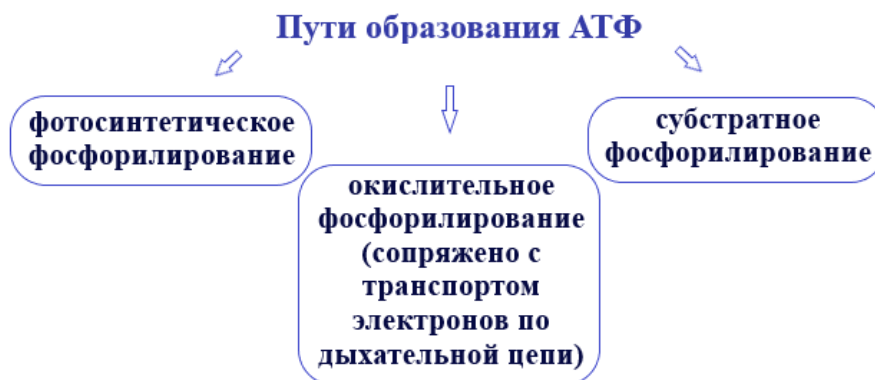 Пути образования АТФ
фотосинтетическое
фосфорилирование
окислительное
фосфорилирование
(сопряжено с
транспортом
электронов по
дыхательной цепи)
субстратное
фосфорилирование